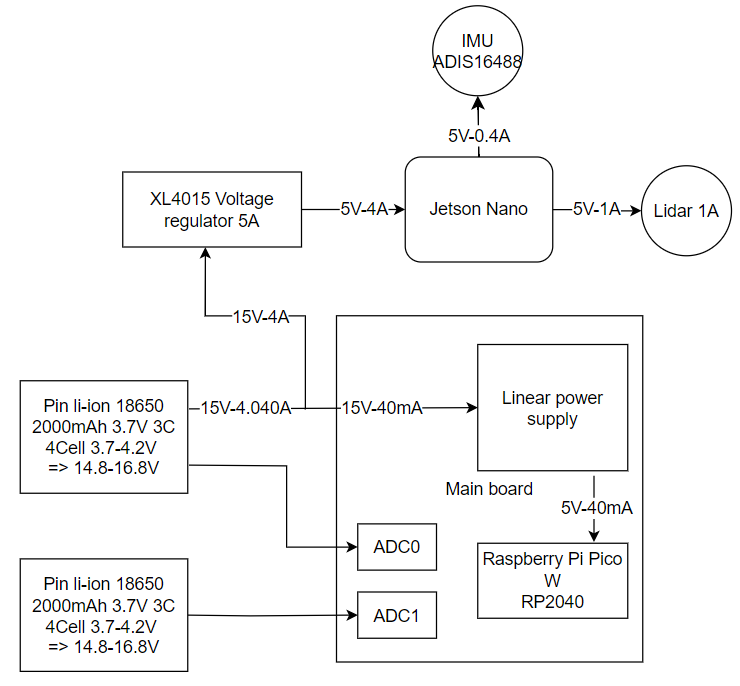 IMU
ADIS16488
5V-0.4A
XL4015 Voltage
regulator 5A
5V-4A
Jetson Nano
5V-1A
Lidar 1A
15V-4A
Pin li-ion 18650
2000mAh 3.7V 3C
4Cell 3.7-4.2V
=> 14.8-16.8V
15V-4.040A
15V-40mA
Linear power
supply
Main board
5V-40mA
ADC0
Raspberry Pi Pico
W
RP2040
Pin li-ion 18650
2000mAh 3.7V 3C
4Cell 3.7-4.2V
=> 14.8-16.8V
ADC1